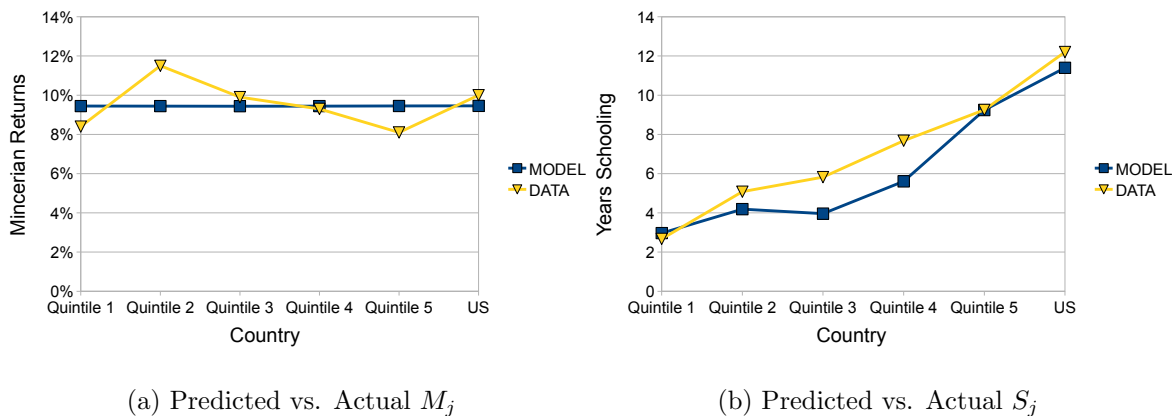 14%
12%
10%
8%
6%
4%
2%
0%
Mincerian Returns
Quintile 1 Quintile 2 Quintile 3 Quintile 4 Quintile 5 US
Country
MODEL
DATA
(a) Predicted vs. Actual M_j
14
12
10
8
6
4
2
0
Years Schooling
Quintile 1 Quintile 2 Quintile 3 Quintile 4 Quintile 5 US
Country
MODEL
DATA
(b) Predicted vs. Actual S_j